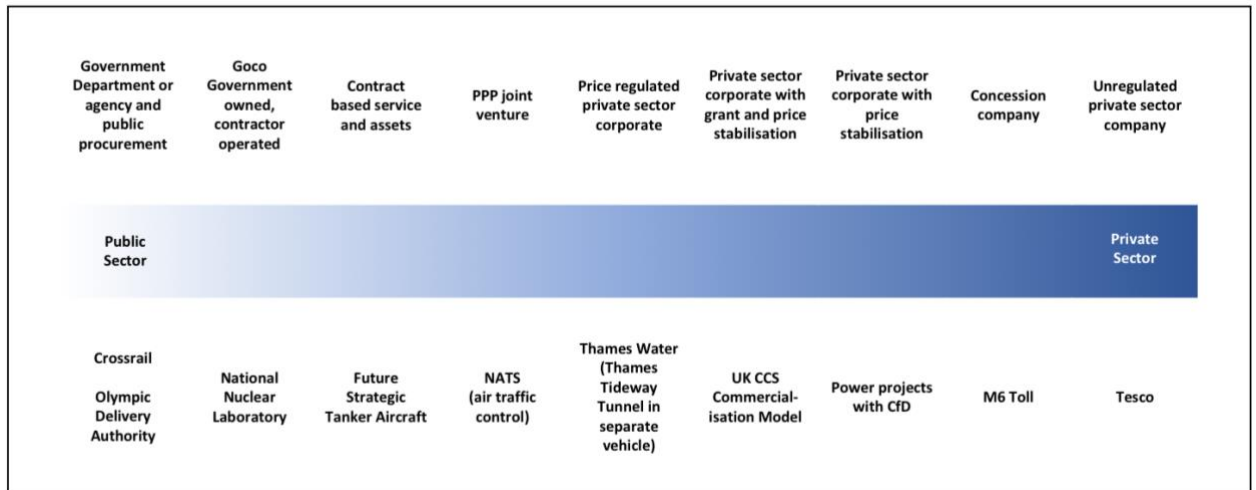 Government
Department or
agency and
public
procurement
Goco
Government
owned,
contractor
operated
Contract
based service
and assets
PPP joint
venture
Price regulated
private sector
corporate
Private sector
corporate with
grant and price
stabilisation
Private sector
corporate with
price
stabilisation
Concession
company
Unregulated
private sector
company
Public
Sector
Private
Sector
Crossrail
Olympic
Delivery
Authority
National
Nuclear
Laboratory
Future
Strategic
Tanker Aircraft
NATS
(air traffic
control)
Thames Water
(Thames
Tideway
Tunnel in
separate
vehicle)
UK CCS
Commercial-
isation Model
Power projects
with CfD
M6 Toll
Tesco